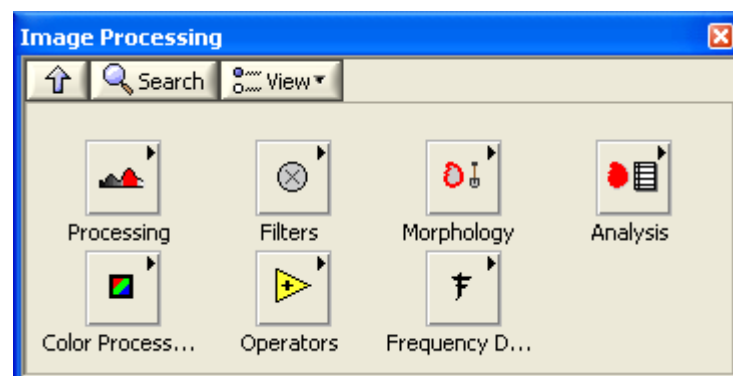 Image Processing
Search View
Processing Filters Morphology Analysis
Color Process... Operators Frequency D...